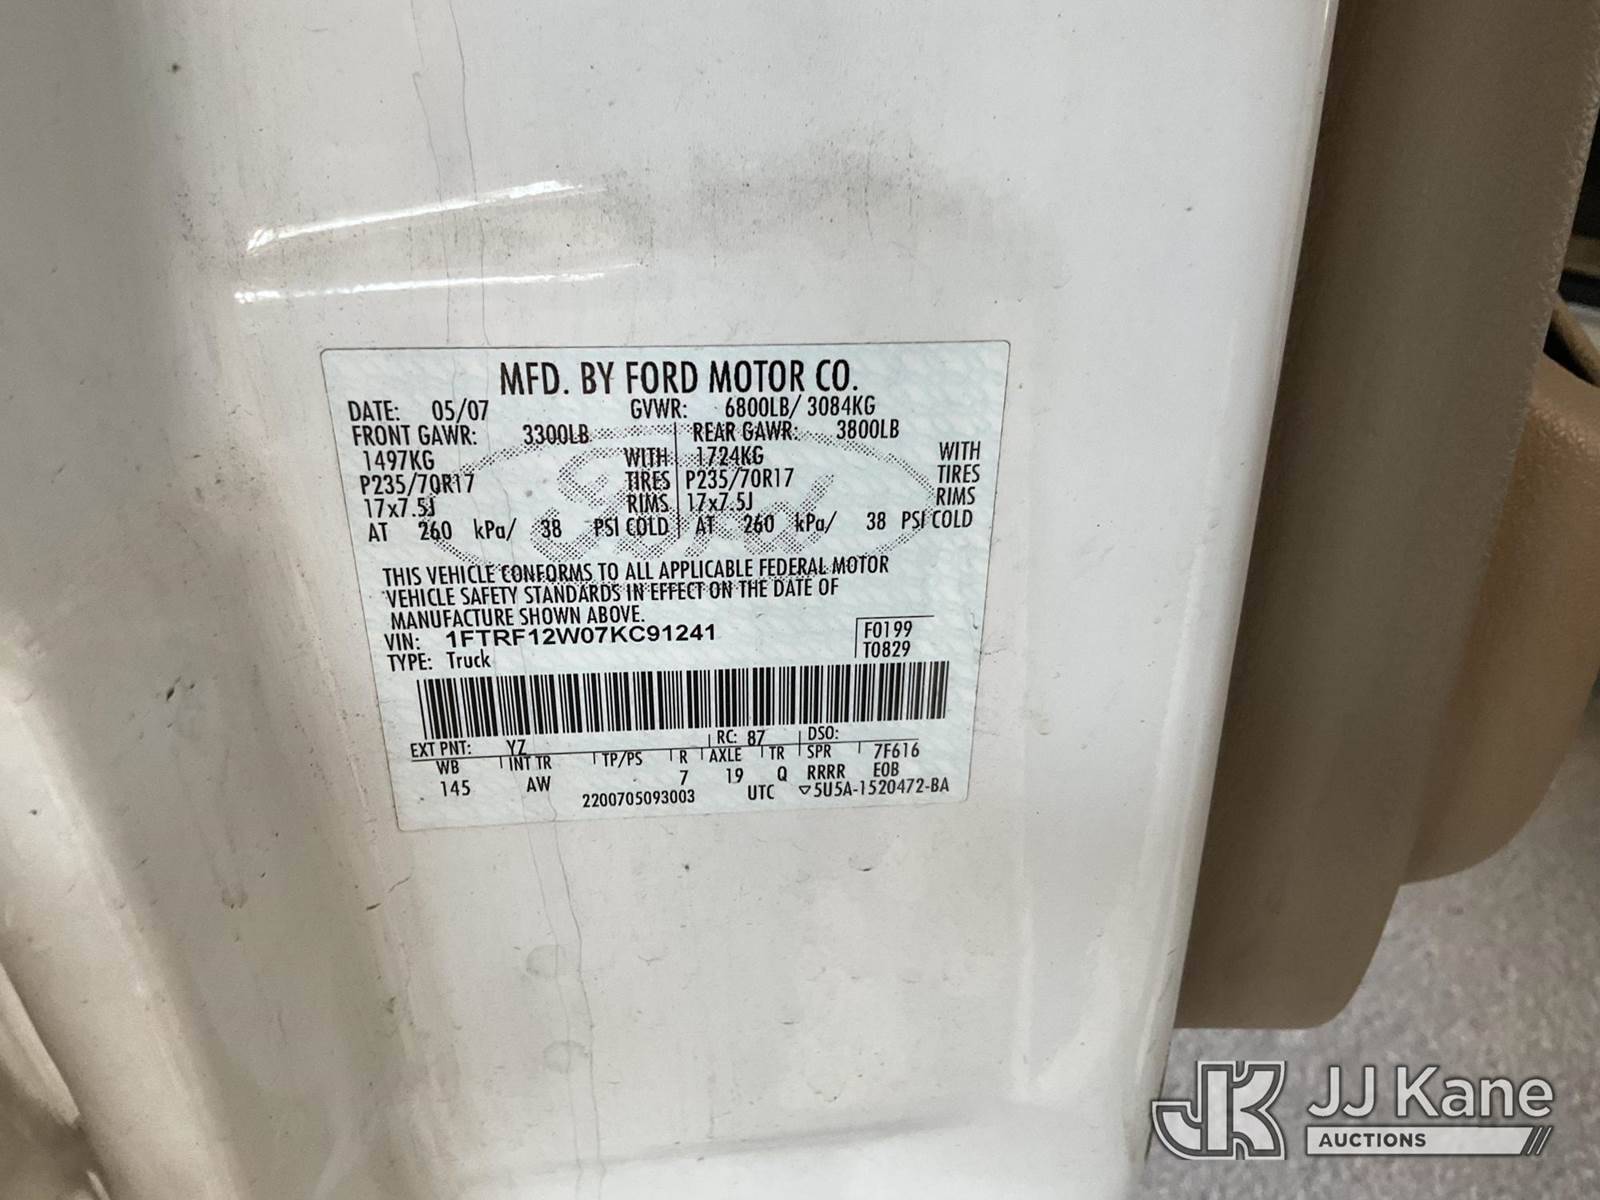 MFD. BY FORD MOTOR CO.
DATE: 05/07 GVWR: 6800LB/ 3084KG
FRONT GAWR: 3300LB REAR GAWR: 3800LB
1497KG WITH 1724KG WITH
P235/70R17 TIRES P235/70R17 TIRES
17x7.5J RIMS 17x7.5J RIMS
AT 260 kPa/ 38 PSI COLD AT 260 kPa/ 38 PSI COLD
Ford
THIS VEHICLE CONFORMS TO ALL APPLICABLE FEDERAL MOTOR
VEHICLE SAFETY STANDARDS IN EFFECT ON THE DATE OF
MANUFACTURE SHOWN ABOVE.
VIN: 1FTRF12W07KC91241 F0199
TYPE: Truck T0829
EXT PNT: YZ RC: 87 DSO:
WB INT TR TP/PS R AXLE TR SPR 7F616
145 AW 7 19 Q RRRR EOB
2200705093003 UTC ▽5U5A-1520472-BA
JK JJ Kane
AUCTIONS